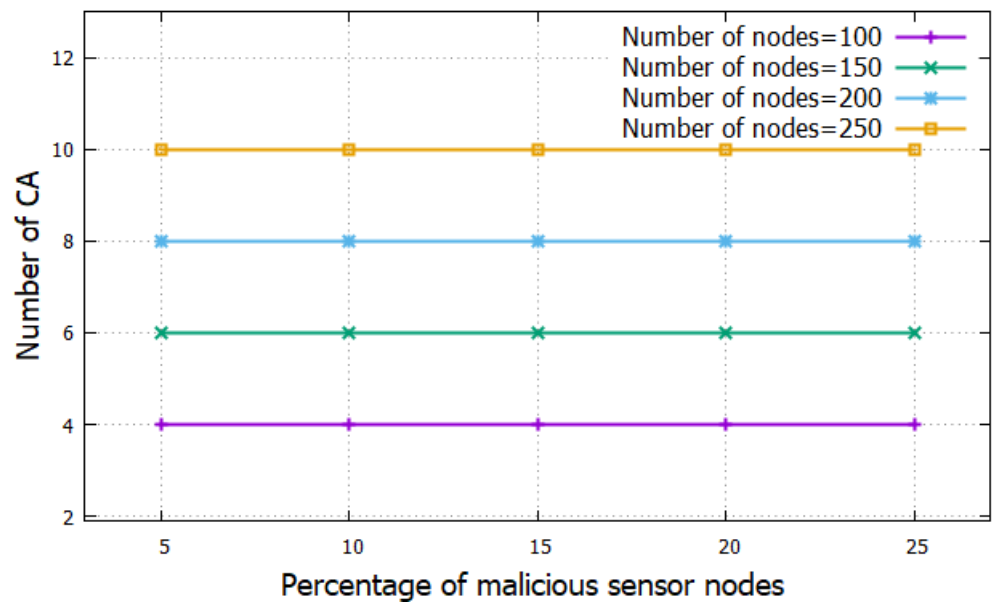 Number of nodes=100
Number of nodes=150
Number of nodes=200
Number of nodes=250
Number of CA
12
10
8
6
4
2
5 10 15 20 25
Percentage of malicious sensor nodes